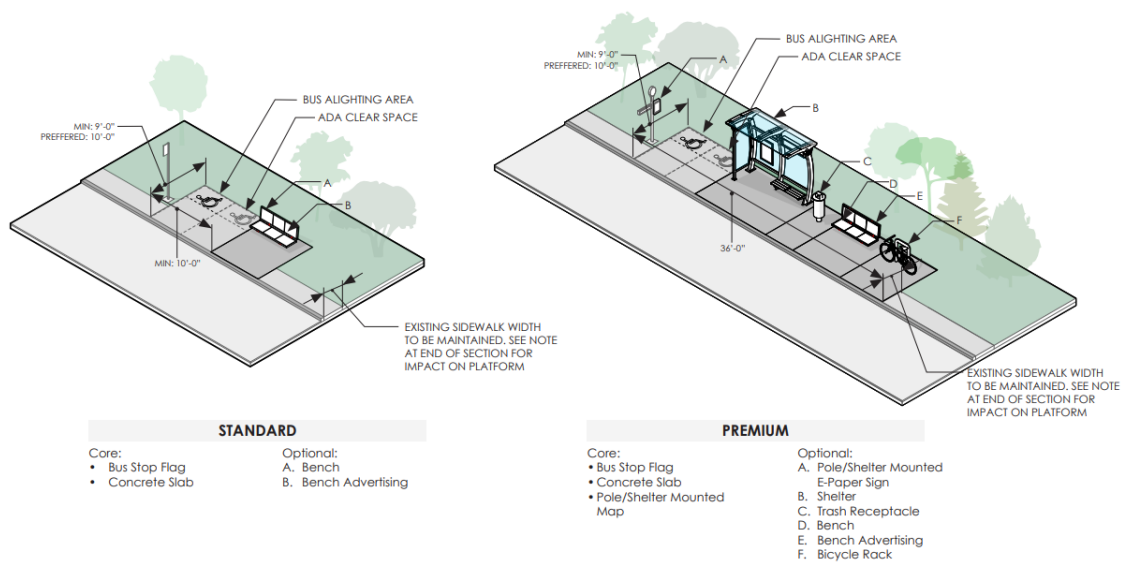 BUS ALIGHTING AREA
ADA CLEAR SPACE
MIN: 9'-0"
PREFERRED: 10'-0"
A
B
MIN: 10'-0"
EXISTING SIDEWALK WIDTH
TO BE MAINTAINED. SEE NOTE
AT END OF SECTION FOR
IMPACT ON PLATFORM
STANDARD
Core:
• Bus Stop Flag
• Concrete Slab
Optional:
A. Bench
B. Bench Advertising
BUS ALIGHTING AREA
ADA CLEAR SPACE
MIN: 9'-0"
PREFFERED: 10'-0"
A
B
C
D
E
F
36'-0"
EXISTING SIDEWALK WIDTH
TO BE MAINTAINED. SEE NOTE
AT END OF SECTION FOR
IMPACT ON PLATFORM
PREMIUM
Core:
• Bus Stop Flag
• Concrete Slab
• Pole/Shelter Mounted
Map
Optional:
A. Pole/Shelter Mounted
E-Paper Sign
B. Shelter
C. Trash Receptacle
D. Bench
E. Bench Advertising
F. Bicycle Rack